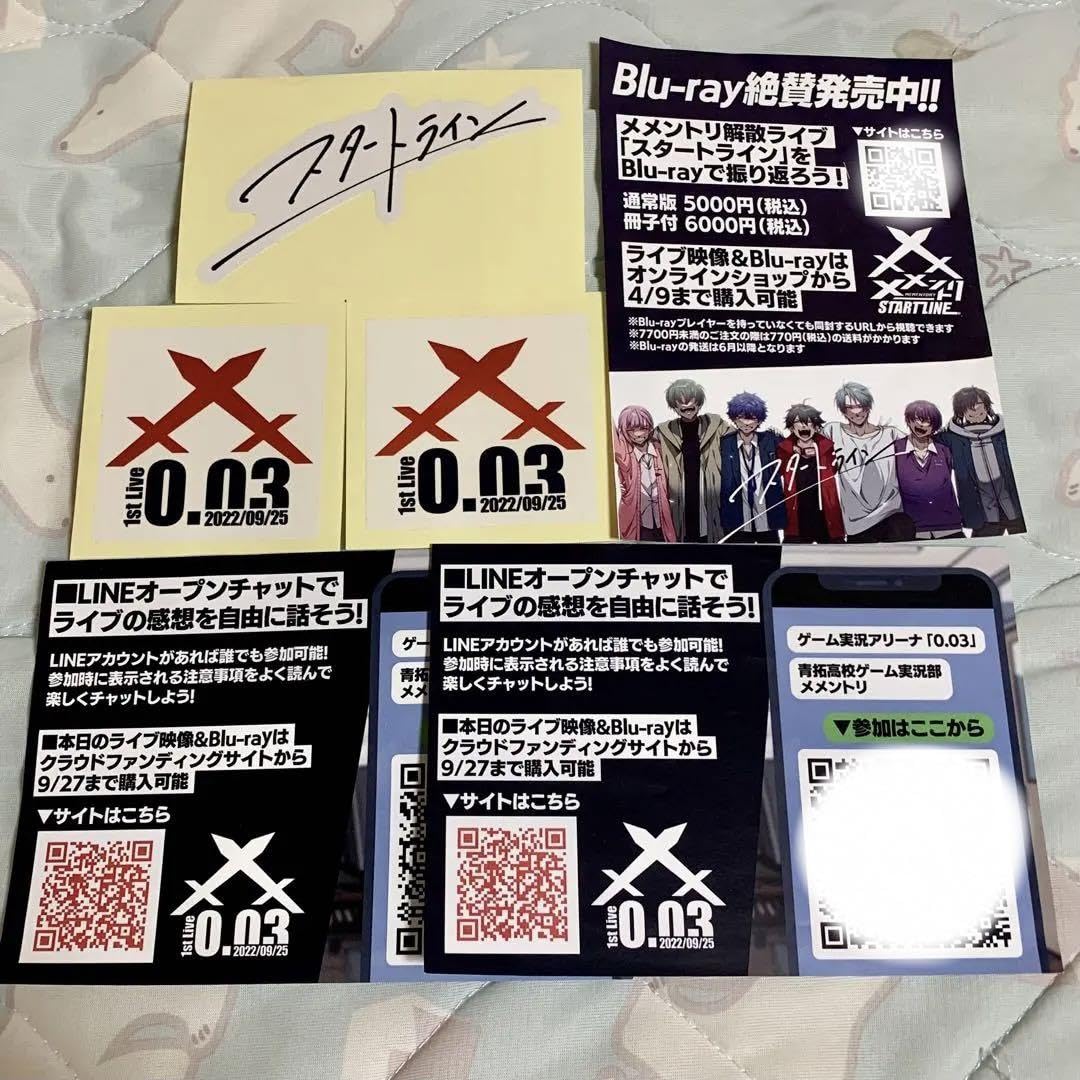 スタートライン
Blu-ray絶賛発売中!!
メメントリ解散ライブ
「スタートライン」を
Blu-rayで振り返ろう!
▼サイトはこちら
通常版 5000円(税込)
冊子付 6000円(税込)
ライブ映像&Blu-rayは
オンラインショップから
4/9まで購入可能
メメントリ
MEMENTORY
STARTLINE
※Blu-rayプレイヤーを持っていなくても同封するURLから視聴できます
※7700円未満のご注文の際は770円(税込)の送料がかかります
※Blu-rayの発送は6月以降となります
スタートライン
1st Live
0.03
2022/09/25
1st Live
0.03
2022/09/25
■LINEオープンチャットで
ライブの感想を自由に話そう!
LINEアカウントがあれば誰でも参加可能!
参加時に表示される注意事項をよく読んで
楽しくチャットしよう!
■本日のライブ映像&Blu-rayは
クラウドファンディングサイトから
9/27まで購入可能
▼サイトはこちら
1st Live
0.03
2022/09/25
ゲー
青拓
メメ
■LINEオープンチャットで
ライブの感想を自由に話そう!
LINEアカウントがあれば誰でも参加可能!
参加時に表示される注意事項をよく読んで
楽しくチャットしよう!
■本日のライブ映像&Blu-rayは
クラウドファンディングサイトから
9/27まで購入可能
▼サイトはこちら
1st Live
0.03
2022/09/25
ゲーム実況アリーナ「0.03」
青拓高校ゲーム実況部
メメントリ
▼参加はここから